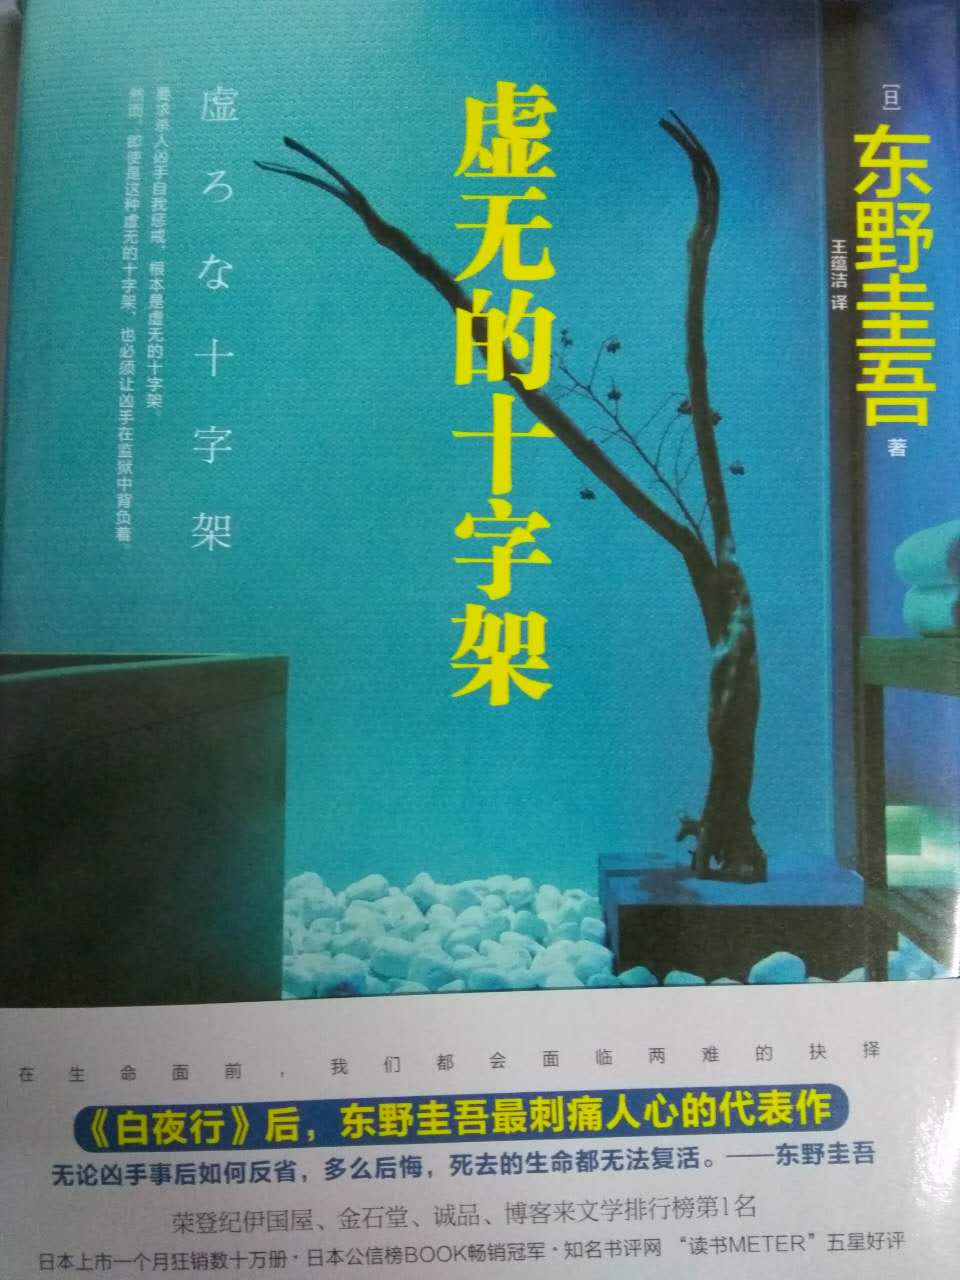 [日]
东野圭吾
著
王蕴洁 译
虚无的十字架
虚ろな十字架
要求杀人凶手自我惩戒，根本是虚无的十字架。
然而，即使是这种虚无的十字架，也必须让凶手在监狱中背负着。
在生命面前，我们都会面临两难的抉择
《白夜行》后，东野圭吾最刺痛人心的代表作
无论凶手事后如何反省，多么后悔，死去的生命都无法复活。——东野圭吾
荣登纪伊国屋、金石堂、诚品、博客来文学排行榜第1名
日本上市一个月狂销数十万册·日本公信榜BOOK畅销冠军·知名书评网 “读书METER”五星好评